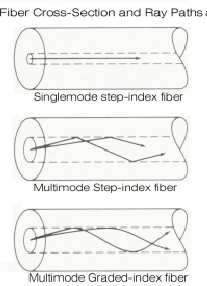 Fiber Cross-Section and Ray Paths
Singlemode step-index fiber
Multimode Step-index fiber
Multimode Graded-index fiber